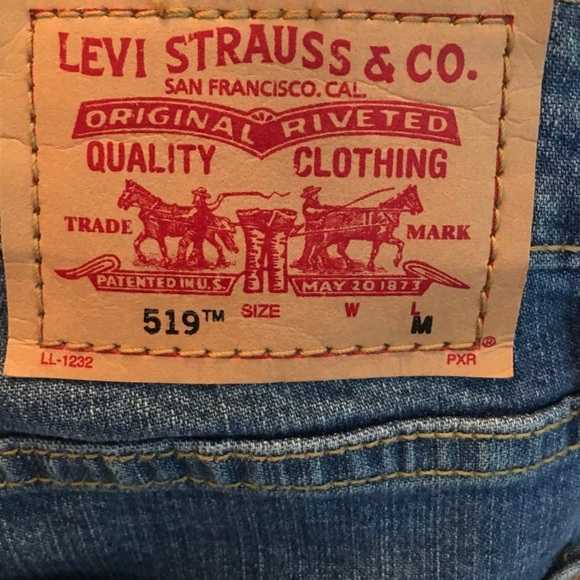 LEVI STRAUSS & CO.
SAN FRANCISCO. CAL.
ORIGINAL RIVETED
QUALITY CLOTHING
TRADE MARK
PATENTED IN U.S. MAY 20 1873
519™ SIZE W L
M
LL-1232 PXR ®